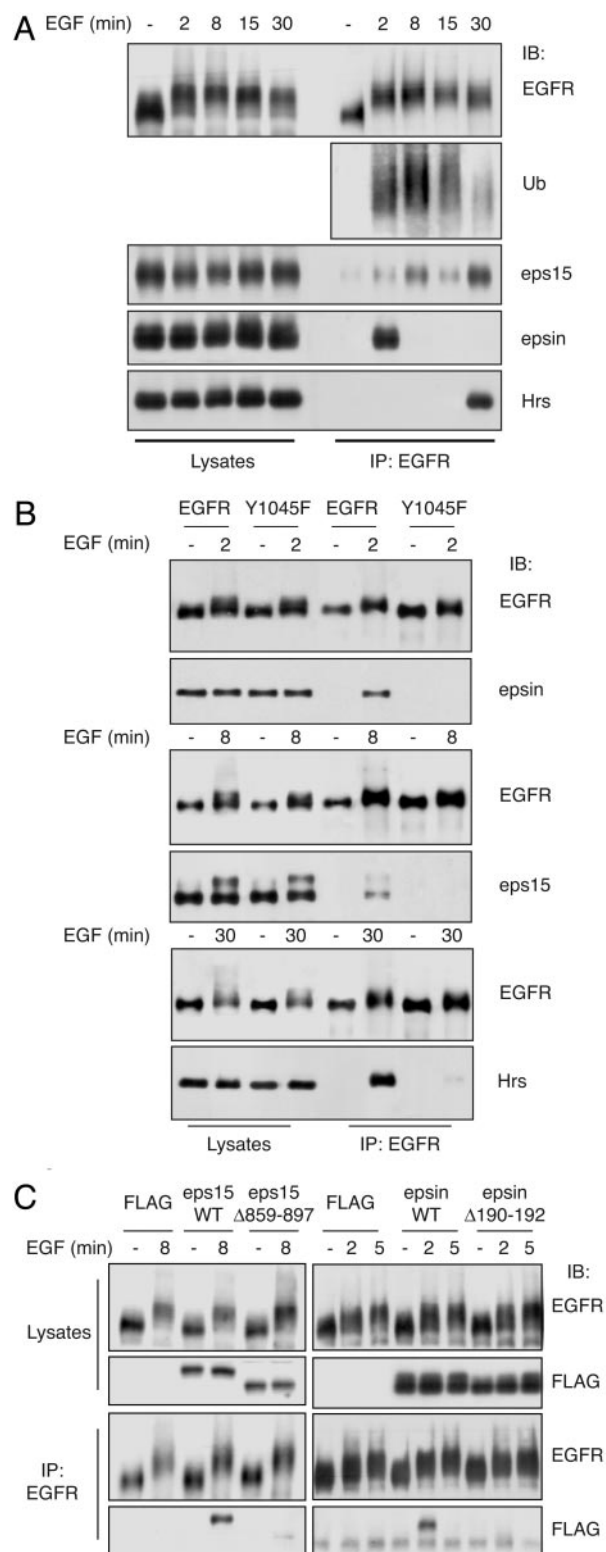 A
EGF (min) - 2 8 15 30 - 2 8 15 30
IB:
EGFR
Ub
eps15
epsin
Hrs
Lysates IP: EGFR
B
EGFR Y1045F EGFR Y1045F
EGF (min) - 2 - 2 - 2 - 2
IB:
EGFR
epsin
EGF (min) - 8 - 8 - 8 - 8
EGFR
eps15
EGF (min) - 30 - 30 - 30 - 30
EGFR
Hrs
Lysates IP: EGFR
C
FLAG eps15 WT eps15 Δ859-897 FLAG epsin WT epsin Δ190-192
EGF (min) - 8 - 8 - 8 - 2 5 - 2 5 - 2 5
IB:
Lysates
EGFR
FLAG
IP: EGFR
EGFR
FLAG